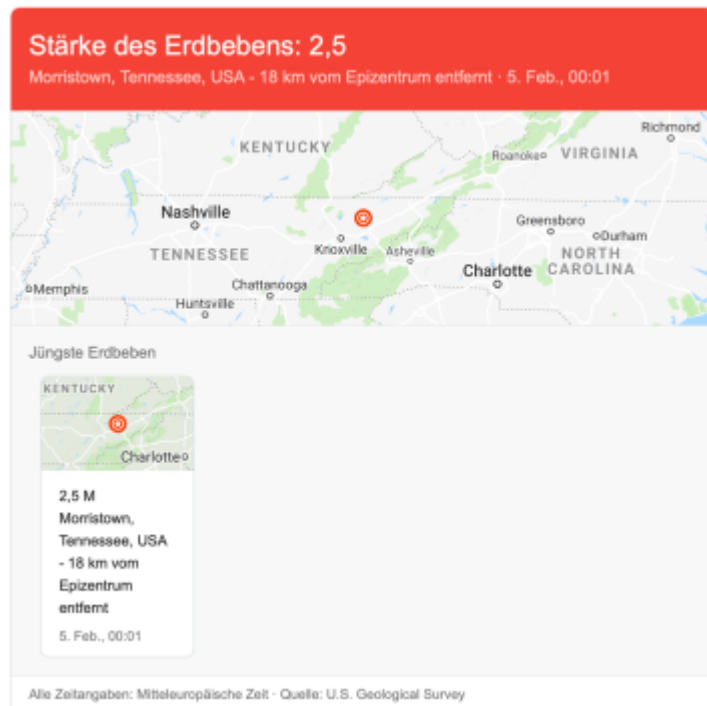 Stärke des Erdbebens: 2,5
Morristown, Tennessee, USA - 18 km vom Epizentrum entfernt · 5. Feb., 00:01
Richmond
KENTUCKY
Roanoke
VIRGINIA
Nashville
Greensboro
Durham
Knoxville
Asheville
TENNESSEE
NORTH
CAROLINA
Charlotte
Chattanooga
Memphis
Huntsville
Jüngste Erdbeben
KENTUCKY
Charlotte
2,5 M
Morristown,
Tennessee, USA
- 18 km vom
Epizentrum
entfernt
5. Feb., 00:01
Alle Zeitangaben: Mitteleuropäische Zeit · Quelle: U.S. Geological Survey